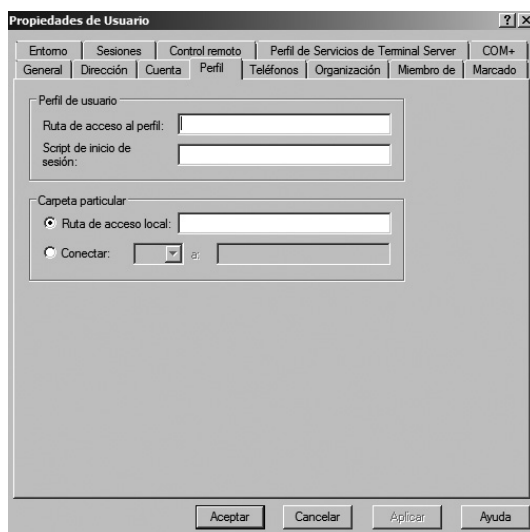 Propiedades de Usuario
Entorno Sesiones Control remoto Perfil de Servicios de Terminal Server COM+
General Dirección Cuenta Perfil Teléfonos Organización Miembro de Marcado
Perfil de usuario
Ruta de acceso al perfil:
Script de inicio de
sesión:
Carpeta particular
Ruta de acceso local:
Conectar: a:
Aceptar Cancelar Aplicar Ayuda